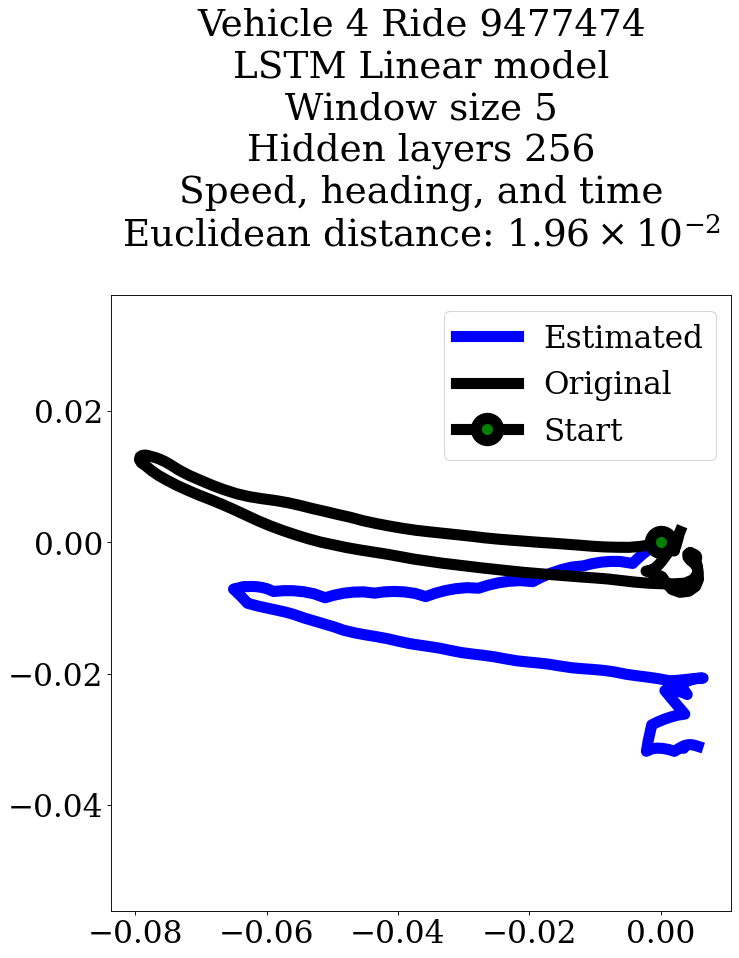 Vehicle 4 Ride 9477474
LSTM Linear model
Window size 5
Hidden layers 256
Speed, heading, and time
Euclidean distance: 1.96 × 10⁻²
Estimated
Original
Start
0.02
0.00
−0.02
−0.04
−0.08
−0.06
−0.04
−0.02
0.00